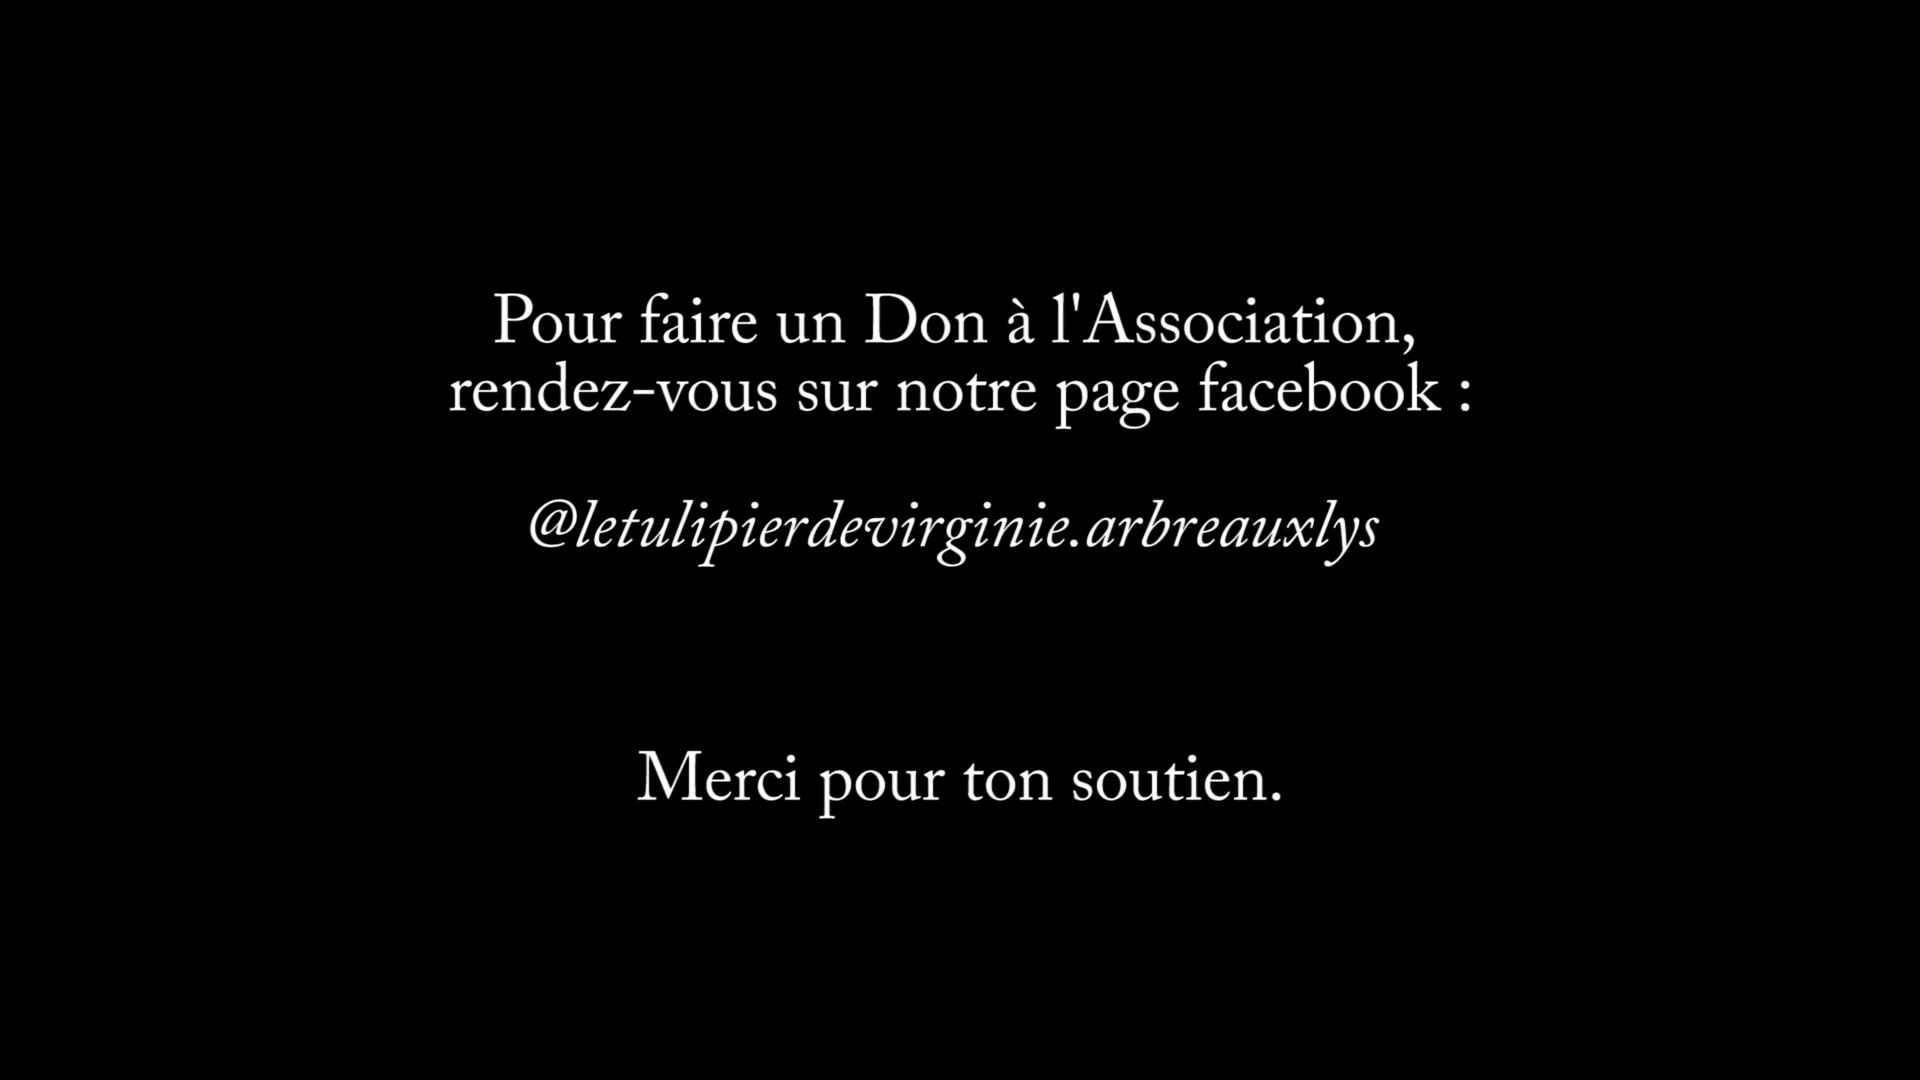 Pour faire un Don à l'Association,
rendez-vous sur notre page facebook :
@letulipierdevirginie.arbreauxlys
Merci pour ton soutien.